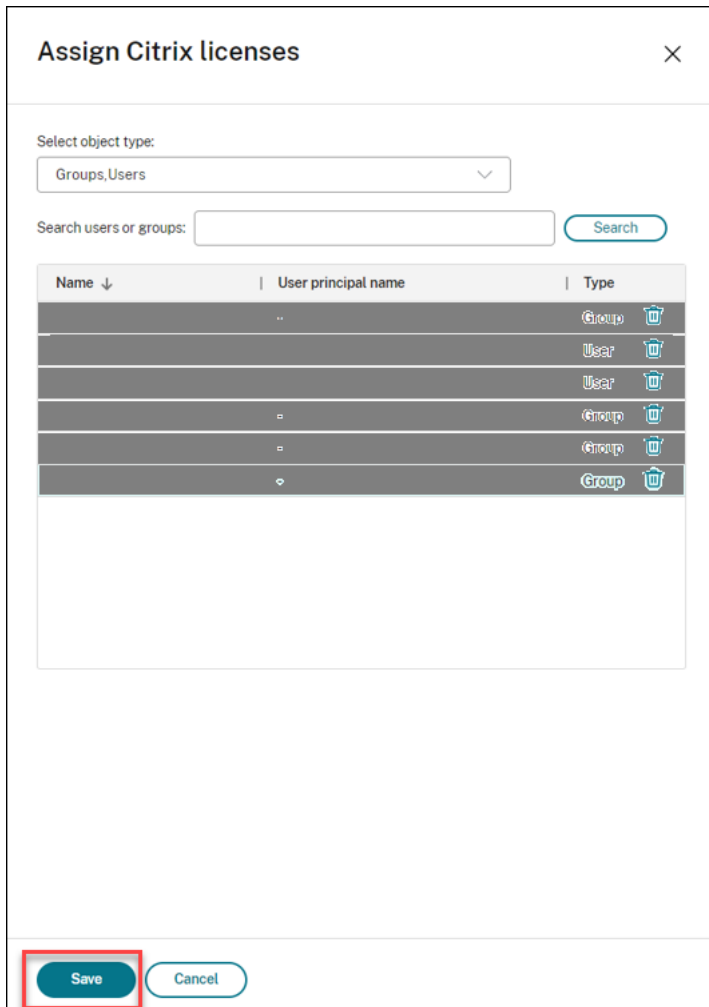 Assign Citrix licenses
Select object type:
Groups,Users
Search users or groups: Search
Name User principal name Type
Group
User
User
Group
Group
Group
Save Cancel